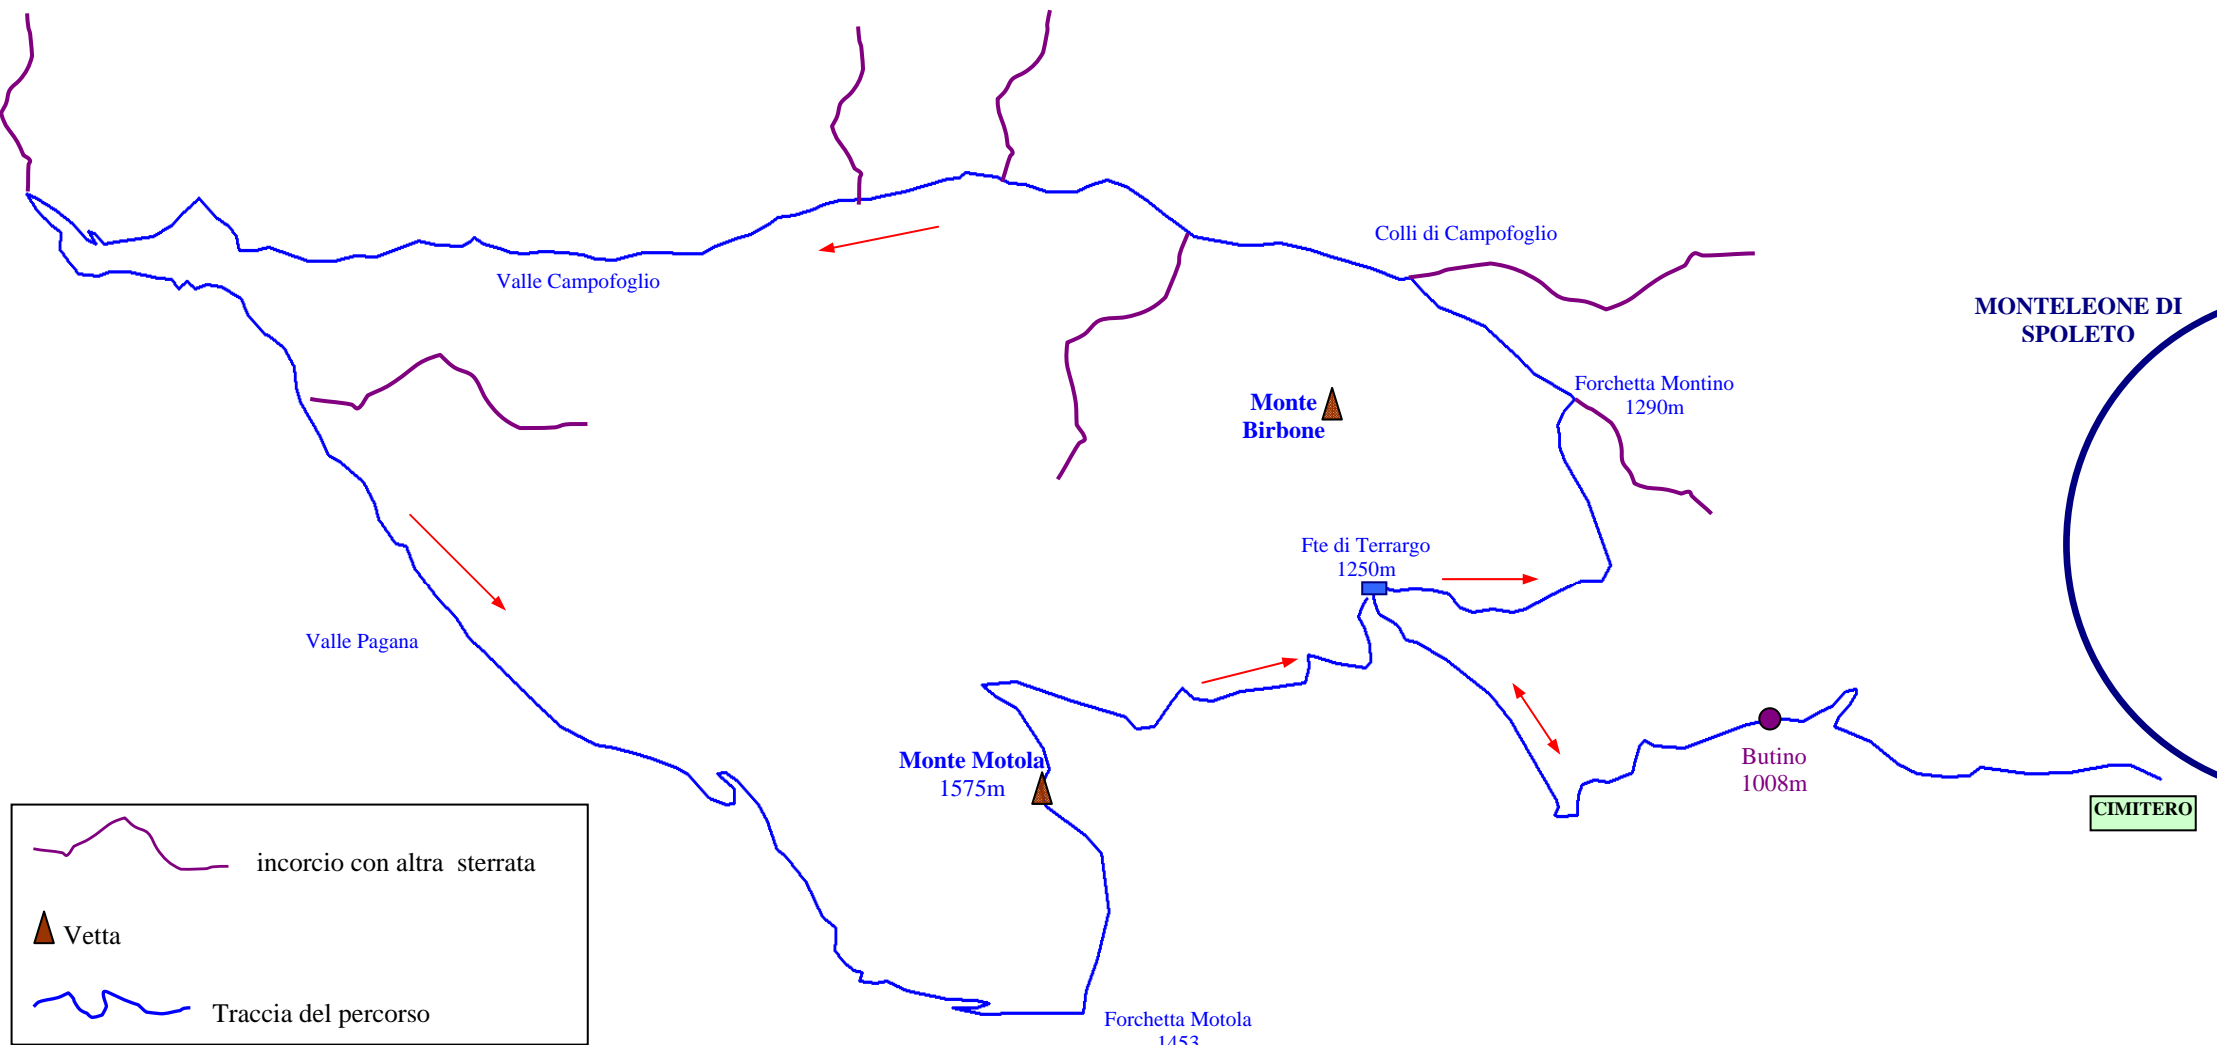 Colli di Campofoglio
Valle Campofoglio
MONTELEONE DI
SPOLETO
Forchetta Montino
1290m
Monte
Birbone
Fte di Terrargo
1250m
Valle Pagana
Monte Motola
1575m
Butino
1008m
CIMITERO
incorcio con altra sterrata
Vetta
Traccia del percorso
Forchetta Motola
1453